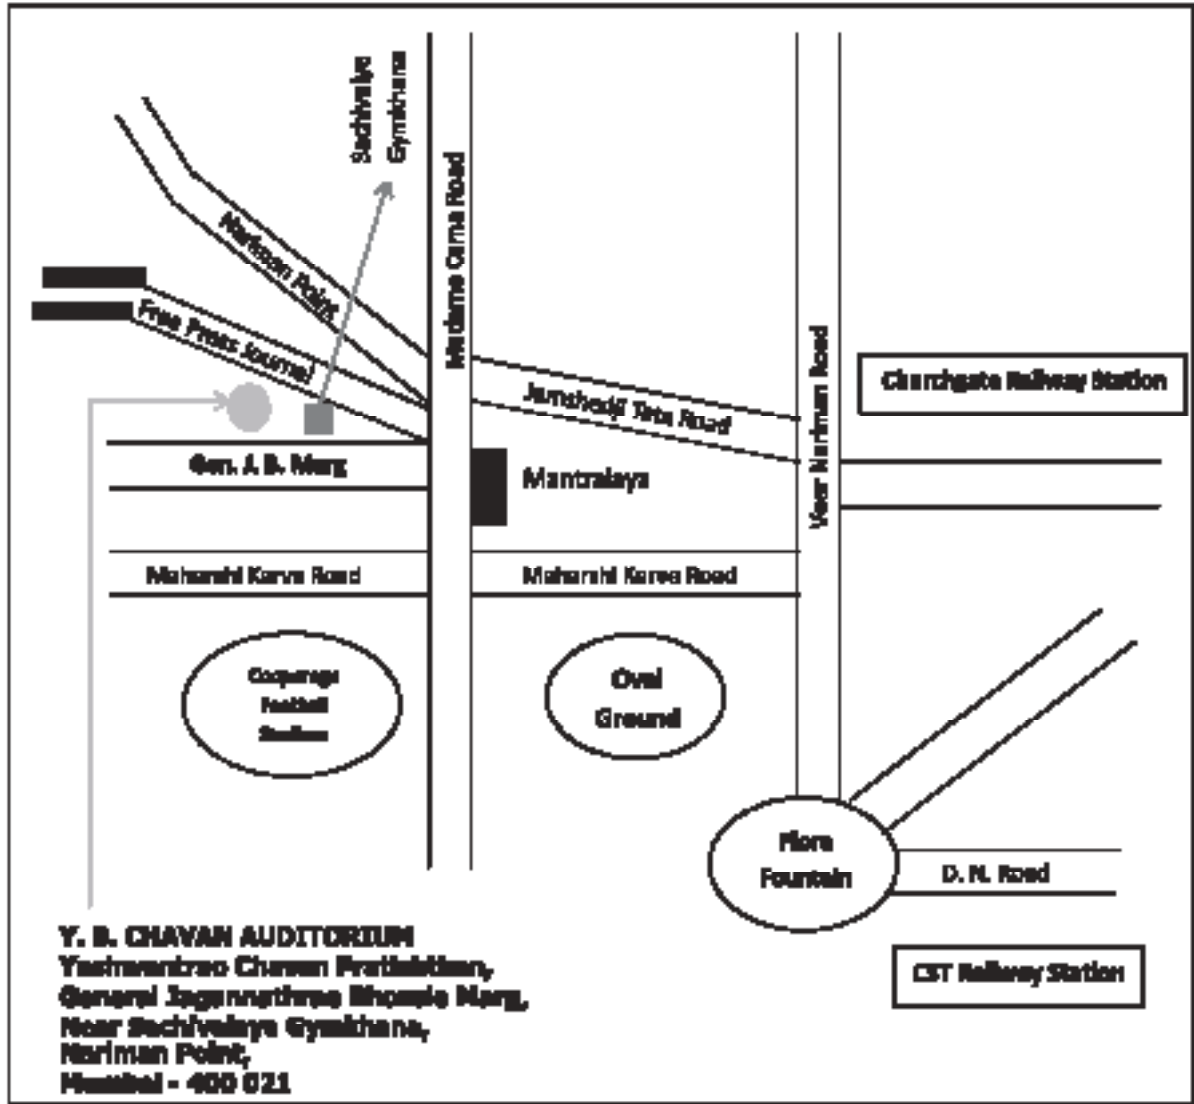 Sachivalya
Gymkhana
Madame Cama Road
Nariman Point
Free Press Journal
Veer Nariman Road
Churchgate Railway Station
Jamshedji Tata Road
Gen. J. B. Marg
Mantralaya
Maharshi Karve Road
Maharshi Karve Road
Cooperage
Football
Stadium
Oval
Ground
Flora
Fountain
D. N. Road
Y. B. CHAVAN AUDITORIUM
Yashwantrao Chavan Pratishthan,
General Jagannathrao Bhonsle Marg,
Near Sachivalaya Gymkhana,
Nariman Point,
Mumbai - 400 021
CST Railway Station